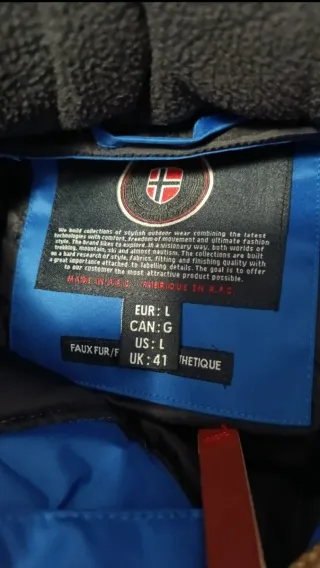 We build collections of stylish outdoor wear combining the latest
technologies with comfort, freedom of movement and ultimate fashion
style. The brand likes to explore, in a visionary way, both worlds of
trekking, mountain, ski and almost nautism. The collections are built
on a hard research of style, fabrics, fitting and finishing quality with
a great importance attached to labelling details. The goal is to offer
to our customer the most attractive product possible.
MADE IN P.R.C. FABRIQUE EN R.P.C.
EUR: L
CAN: G
US: L
UK: 41
FAUX FUR/F THETIQUE